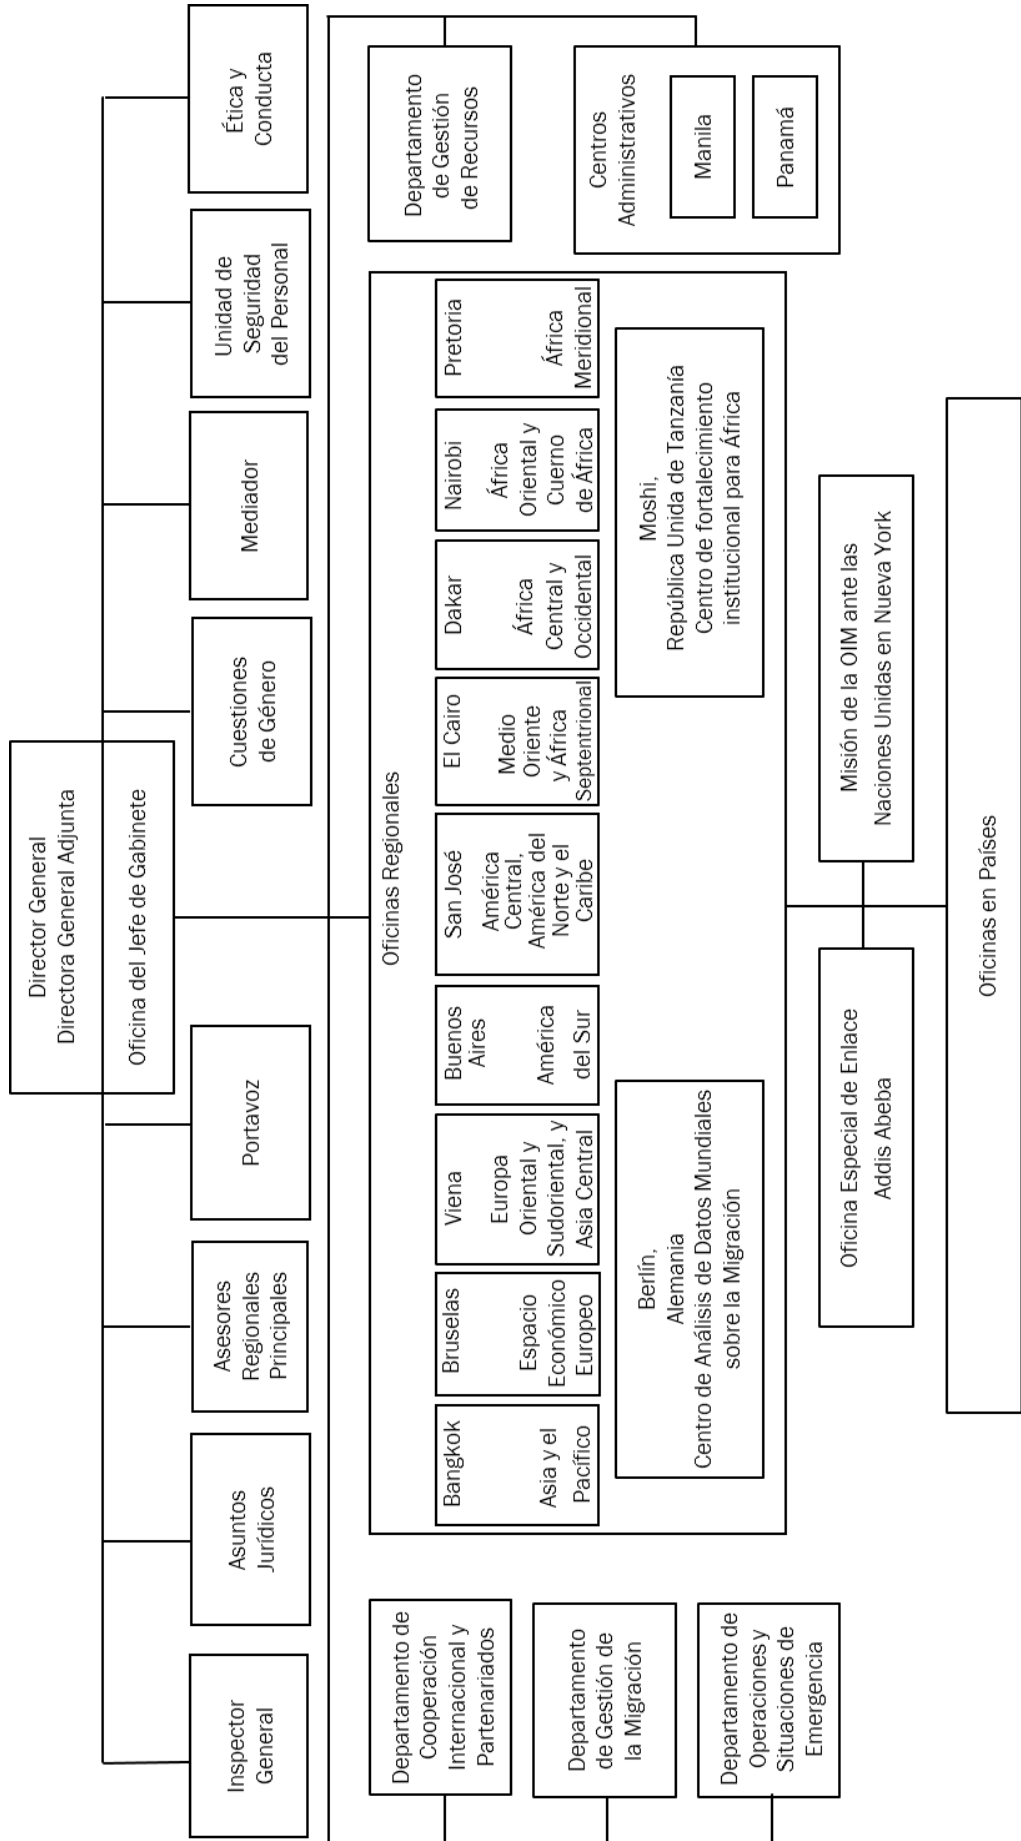 Director General
Directora General Adjunta
Oficina del Jefe de Gabinete
Inspector
General
Asuntos
Jurídicos
Asesores
Regionales
Principales
Portavoz
Cuestiones
de Género
Mediador
Unidad de
Seguridad
del Personal
Ética y
Conducta
Departamento de
Cooperación
Internacional y
Partenariados
Departamento
de Gestión de
la Migración
Departamento de
Operaciones y
Situaciones de
Emergencia
Oficinas Regionales
Bangkok
Asia y el
Pacífico
Bruselas
Espacio
Económico
Europeo
Viena
Europa
Oriental y
Sudoriental, y
Asia Central
Buenos
Aires
América
del Sur
San José
América
Central,
América del
Norte y el
Caribe
El Cairo
Medio
Oriente
y África
Septentrional
Dakar
África
Central y
Occidental
Nairobi
África
Oriental y
Cuerno
de África
Pretoria
África
Meridional
Berlín,
Alemania
Centro de Análisis de Datos Mundiales
sobre la Migración
Moshi,
República Unida de Tanzanía
Centro de fortalecimiento
institucional para África
Departamento
de Gestión
de Recursos
Centros
Administrativos
Manila
Panamá
Oficina Especial de Enlace
Addis Abeba
Misión de la OIM ante las
Naciones Unidas en Nueva York
Oficinas en Países